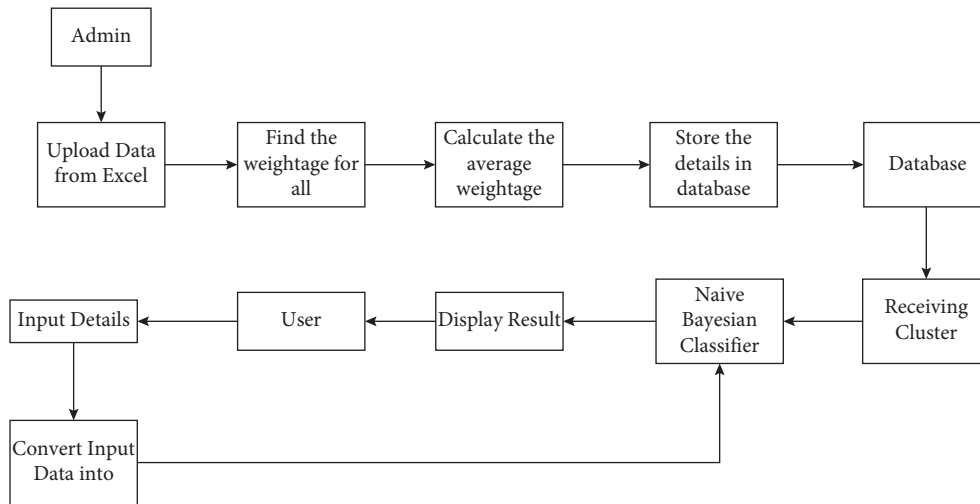 Admin
Upload Data
from Excel
Find the
weightage for
all
Calculate the
average
weightage
Store the
details in
database
Database
Input Details
User
Display Result
Naive
Bayesian
Classifier
Receiving
Cluster
Convert Input
Data into